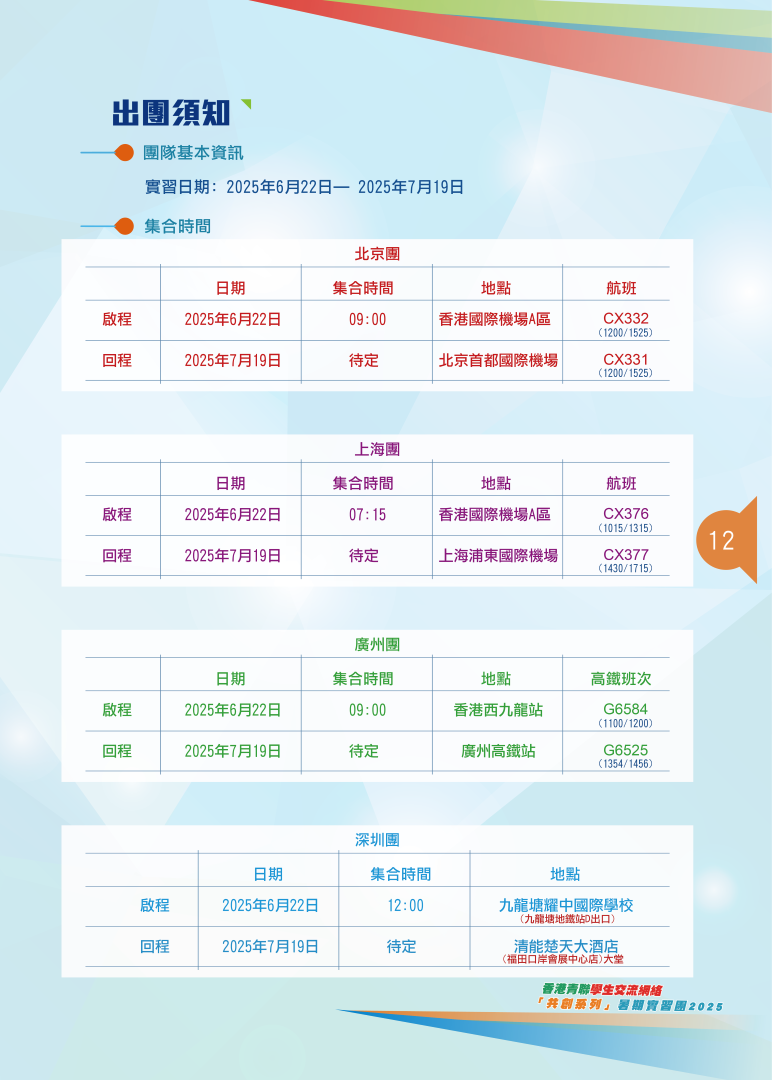 出團須知
團隊基本資訊
實習日期：2025年6月22日— 2025年7月19日
集合時間
北京團
日期 集合時間 地點 航班
啟程 2025年6月22日 09:00 香港國際機場A區 CX332
(1200/1525)
回程 2025年7月19日 待定 北京首都國際機場 CX331
(1200/1525)
上海團
日期 集合時間 地點 航班
啟程 2025年6月22日 07:15 香港國際機場A區 CX376
(1015/1315)
回程 2025年7月19日 待定 上海浦東國際機場 CX377
(1430/1715)
12
廣州團
日期 集合時間 地點 高鐵班次
啟程 2025年6月22日 09:00 香港西九龍站 G6584
(1100/1200)
回程 2025年7月19日 待定 廣州高鐵站 G6525
(1354/1456)
深圳團
日期 集合時間 地點
啟程 2025年6月22日 12:00 九龍塘耀中國際學校
(九龍塘地鐵站D出口)
回程 2025年7月19日 待定 清能楚天大酒店
(福田口岸會展中心店)大堂
香港青聯學生交流網絡
「共創系列」暑期實習團2025